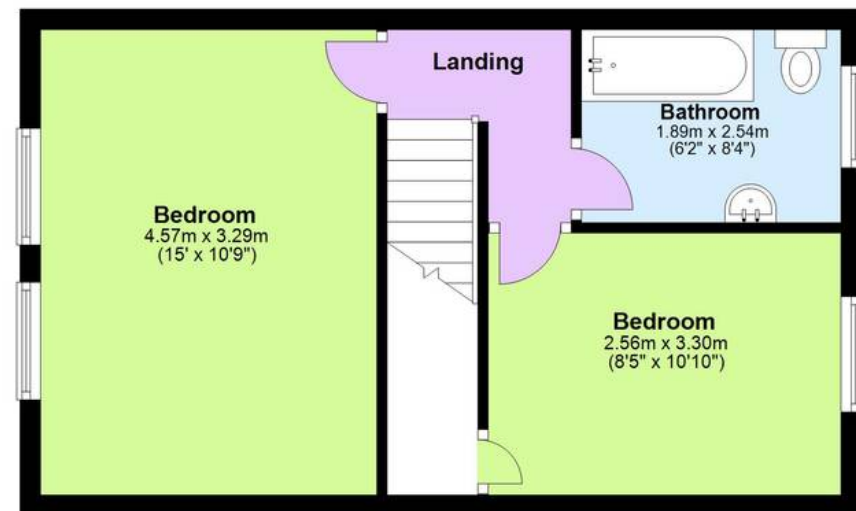 Landing
Bathroom
1.89m x 2.54m
(6'2" x 8'4")
Bedroom
4.57m x 3.29m
(15' x 10'9")
Bedroom
2.56m x 3.30m
(8'5" x 10'10")